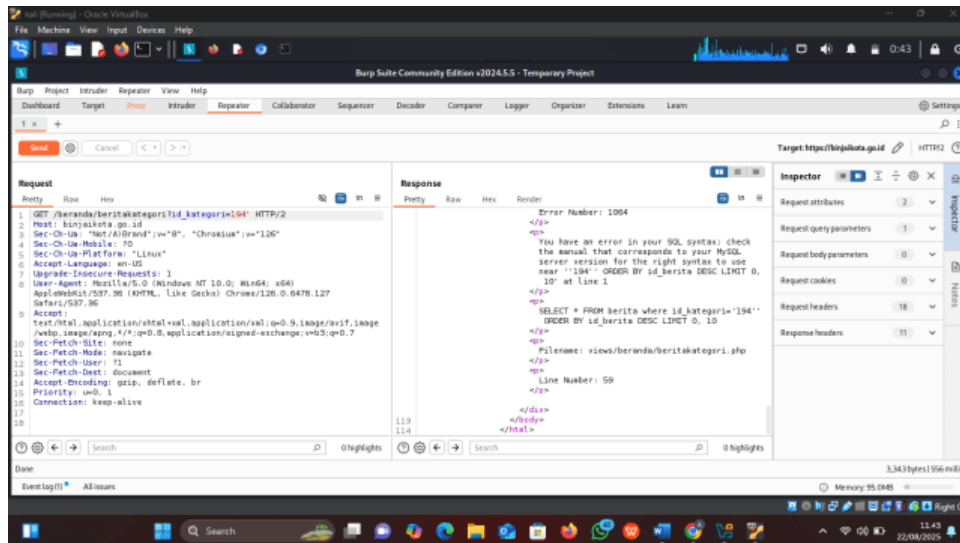 kali [Running] - Oracle VirtualBox
File Machine View Input Devices Help
0:43
Burp Suite Community Edition v2024.5.5 - Temporary Project
Burp Project Intruder Repeater View Help
Dashboard Target Proxy Intruder Repeater Collaborator Sequencer Decoder Comparer Logger Organizer Extensions Learn Settings
1 × +
Send Cancel < > Target: https://binjaikota.go.id HTTP/2
Request
Pretty Raw Hex
1 GET /beranda/beritakategori?id_kategori=194' HTTP/2
2 Host: binjaikota.go.id
3 Sec-Ch-Ua: "Not/A)Brand";v="8", "Chromium";v="126"
4 Sec-Ch-Ua-Mobile: ?0
5 Sec-Ch-Ua-Platform: "Linux"
6 Accept-Language: en-US
7 Upgrade-Insecure-Requests: 1
8 User-Agent: Mozilla/5.0 (Windows NT 10.0; Win64; x64)
AppleWebKit/537.36 (KHTML, like Gecko) Chrome/126.0.6478.127
Safari/537.36
9 Accept:
text/html,application/xhtml+xml,application/xml;q=0.9,image/avif,image
/webp,image/apng,*/*;q=0.8,application/signed-exchange;v=b3;q=0.7
10 Sec-Fetch-Site: none
11 Sec-Fetch-Mode: navigate
12 Sec-Fetch-User: ?1
13 Sec-Fetch-Dest: document
14 Accept-Encoding: gzip, deflate, br
15 Priority: u=0, i
16 Connection: keep-alive
17
18
Search 0 highlights
Response
Pretty Raw Hex Render
Error Number: 1064
</p>
<p>
You have an error in your SQL syntax; check
the manual that corresponds to your MySQL
server version for the right syntax to use
near ''194'' ORDER BY id_berita DESC LIMIT 0,
10' at line 1
</p>
<p>
SELECT * FROM berita where id_kategori='194''
ORDER BY id_berita DESC LIMIT 0, 10
</p>
<p>
Filename: views/beranda/beritakategori.php
</p>
<p>
Line Number: 59
</p>
</div>
113 </body>
114 </html>
Search 0 highlights
Inspector
Request attributes 2
Request query parameters 1
Request body parameters 0
Request cookies 0
Request headers 18
Response headers 11
Inspector
Notes
Done 3,343 bytes | 556 milli
Event log (1) All issues Memory: 95.0MB
Right C
Search
11.43
22/08/2025